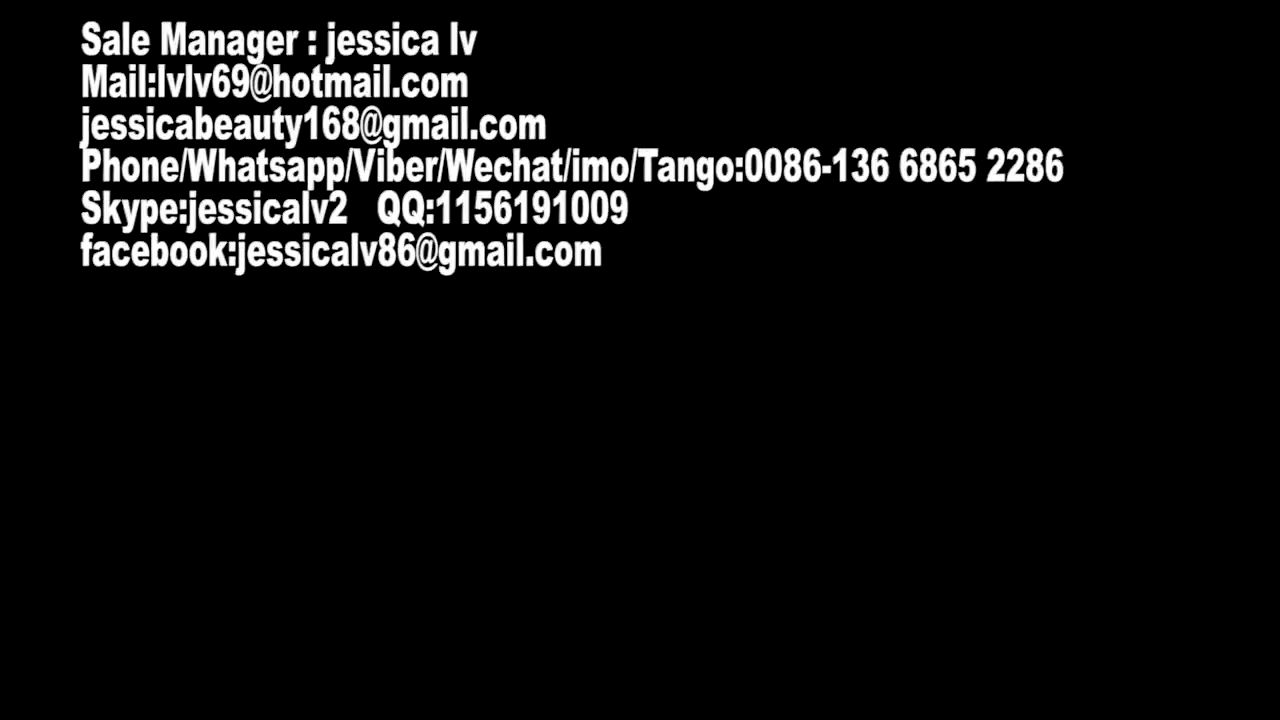 Sale Manager : jessica lv
Mail:lvlv69@hotmail.com
jessicabeauty168@gmail.com
Phone/Whatsapp/Viber/Wechat/imo/Tango:0086-136 6865 2286
Skype:jessicalv2   QQ:1156191009
facebook:jessicalv86@gmail.com